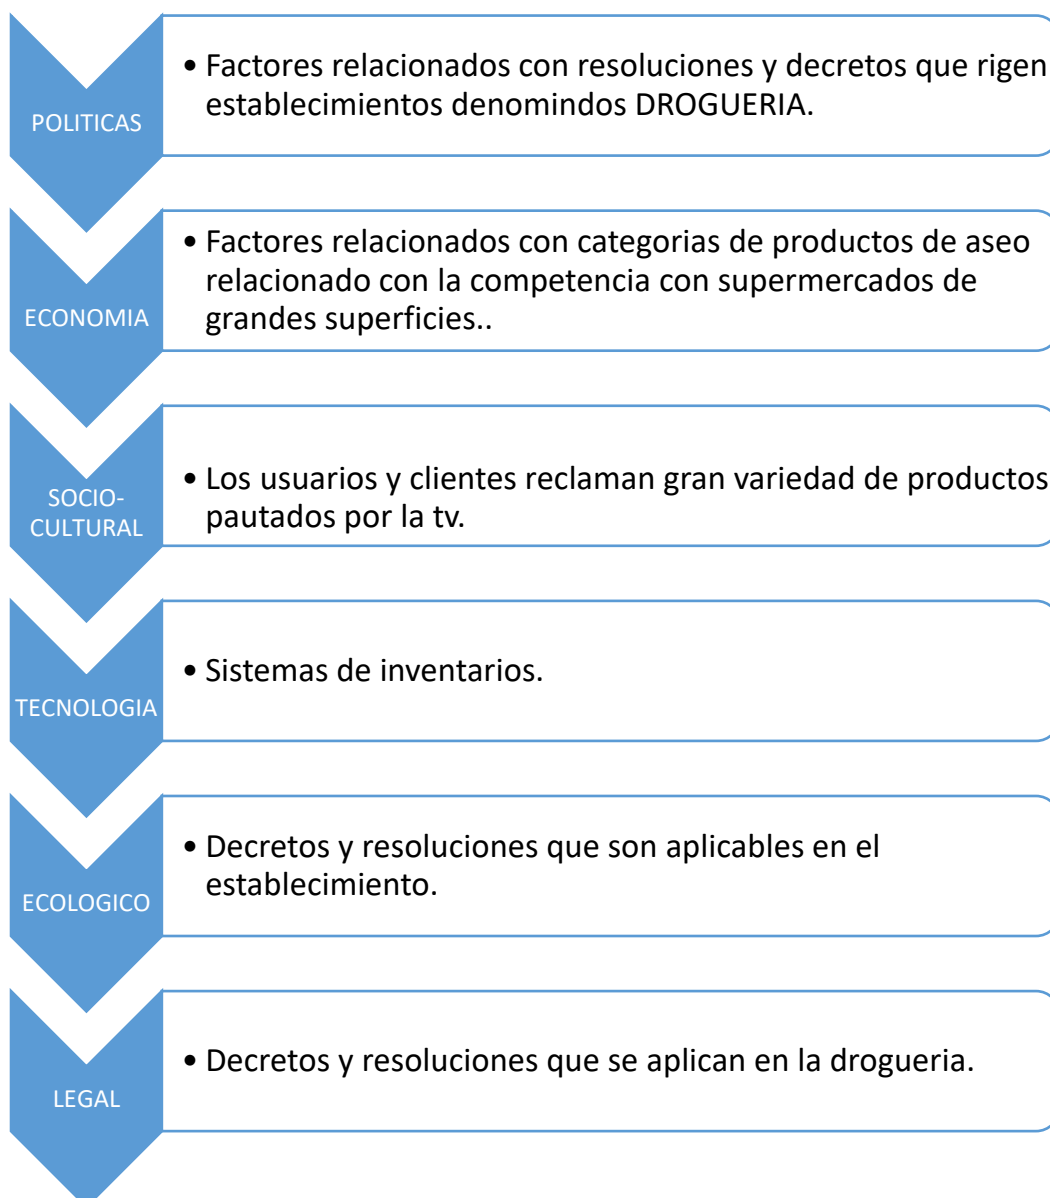 POLITICAS
• Factores relacionados con resoluciones y decretos que rigen
establecimientos denomindos DROGUERIA.
ECONOMIA
• Factores relacionados con categorias de productos de aseo
relacionado con la competencia con supermercados de
grandes superficies..
SOCIO-
CULTURAL
• Los usuarios y clientes reclaman gran variedad de productos
pautados por la tv.
TECNOLOGIA
• Sistemas de inventarios.
ECOLOGICO
• Decretos y resoluciones que son aplicables en el
establecimiento.
LEGAL
• Decretos y resoluciones que se aplican en la drogueria.